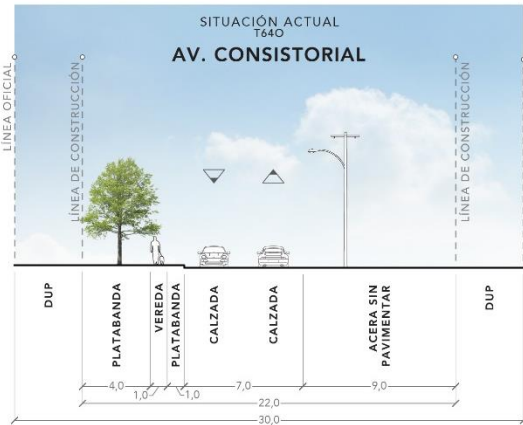 SITUACIÓN ACTUAL
T640
AV. CONSISTORIAL
LÍNEA OFICIAL
LÍNEA DE CONSTRUCCIÓN
LÍNEA DE CONSTRUCCIÓN
DUP
PLATABANDA
VEREDA
PLATABANDA
CALZADA
CALZADA
ACERA SIN
PAVIMENTAR
DUP
4,0
1,0
1,0
7,0
9,0
22,0
30,0